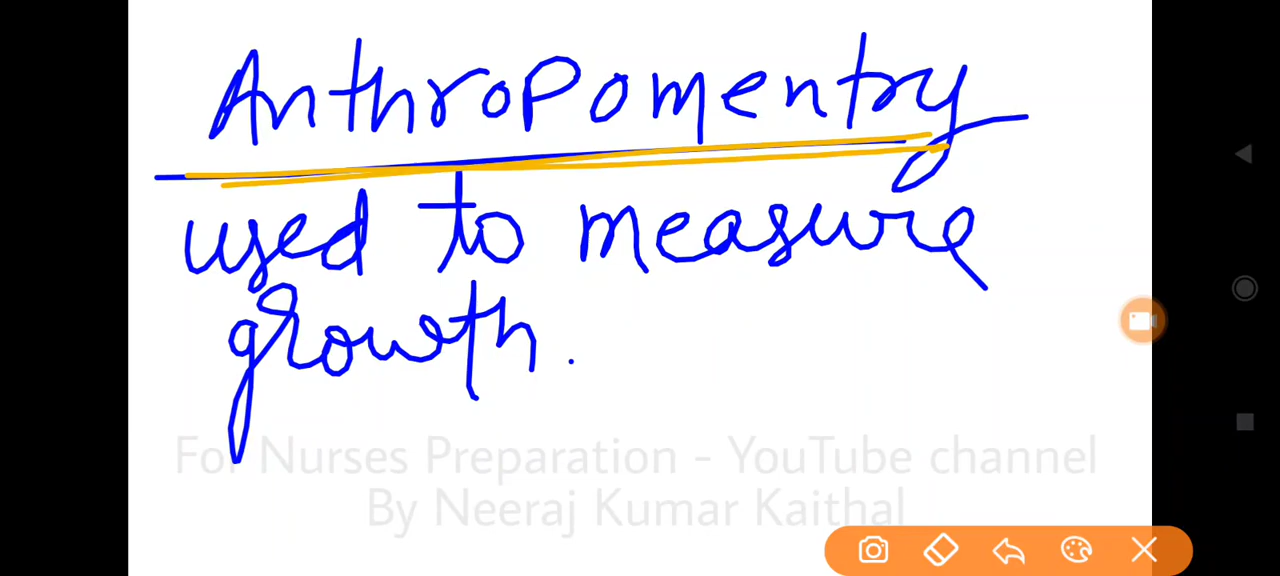 Anthropomentry
used to measure
growth.
For Nurses Preparation - YouTube channel
By Neeraj Kumar Kaithal